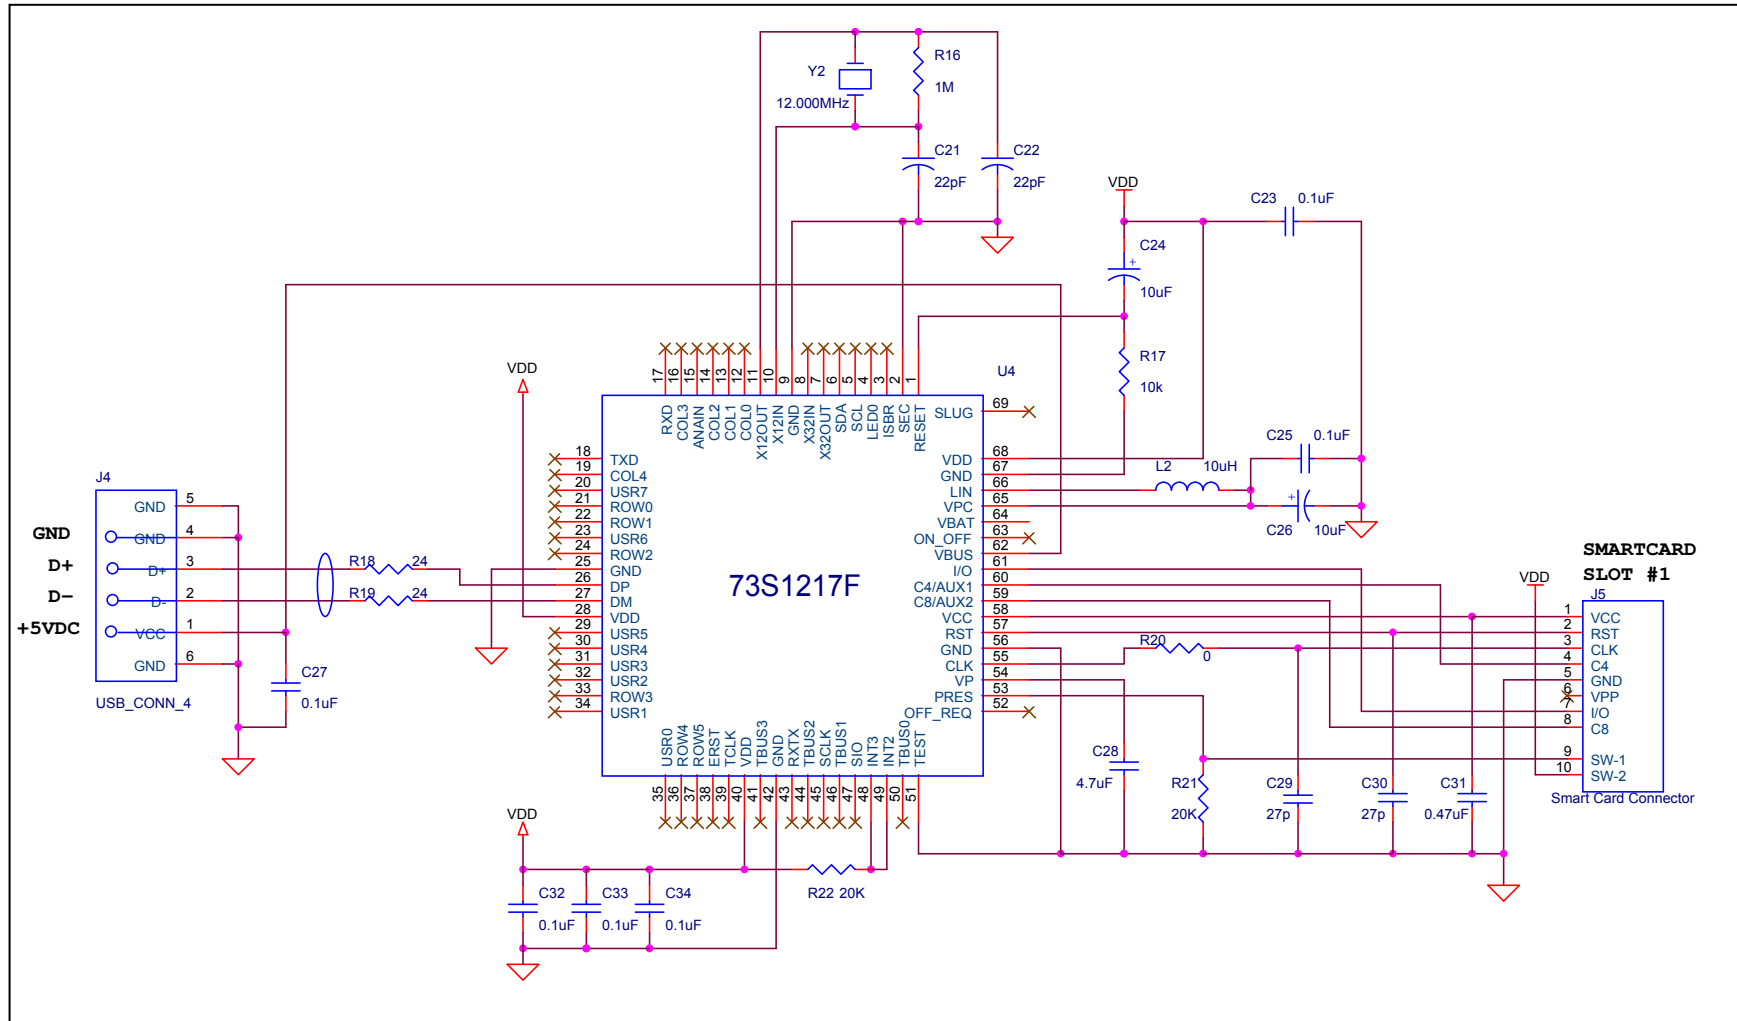 Y2
12.000MHz
R16
1M
C21
22pF
C22
22pF
VDD
C23 0.1uF
C24
+
10uF
R17
10k
VDD
U4
17 16 15 14 13 12 11 10 9 8 7 6 5 4 3 2 1
RXD COL3 ANAIN COL2 COL1 COL0 X12OUT X12IN GND X32IN X32OUT SDA SCL LED0 ISBR SEC RESET
SLUG 69
18 TXD
19 COL4
20 USR7
21 ROW0
22 ROW1
23 USR6
24 ROW2
25 GND
26 DP
27 DM
28 VDD
29 USR5
30 USR4
31 USR3
32 USR2
33 ROW3
34 USR1
73S1217F
VDD 68
GND 67
LIN 66
VPC 65
VBAT 64
ON_OFF 63
VBUS 62
I/O 61
C4/AUX1 60
C8/AUX2 59
VCC 58
RST 57
GND 56
CLK 55
VP 54
PRES 53
OFF_REQ 52
USR0 ROW4 ROW5 ERST TCLK VDD TBUS3 GND RXTX TBUS2 SCLK TBUS1 SIO INT3 INT2 TBUS0 TEST
35 36 37 38 39 40 41 42 43 44 45 46 47 48 49 50 51
L2 10uH
C25 0.1uF
+
C26 10uF
J4
GND 5
GND GND 4
D+ D+ 3
D- D- 2
+5VDC VCC 1
GND 6
USB_CONN_4
R18 24
R19 24
C27
0.1uF
VDD
SMARTCARD
SLOT #1
J5
1 VCC
2 RST
3 CLK
4 C4
5 GND
6 VPP
7 I/O
8 C8
9 SW-1
10 SW-2
Smart Card Connector
R20
0
C28
4.7uF
R21
20K
C29
27p
C30
27p
C31
0.47uF
VDD
C32
0.1uF
C33
0.1uF
C34
0.1uF
R22 20K